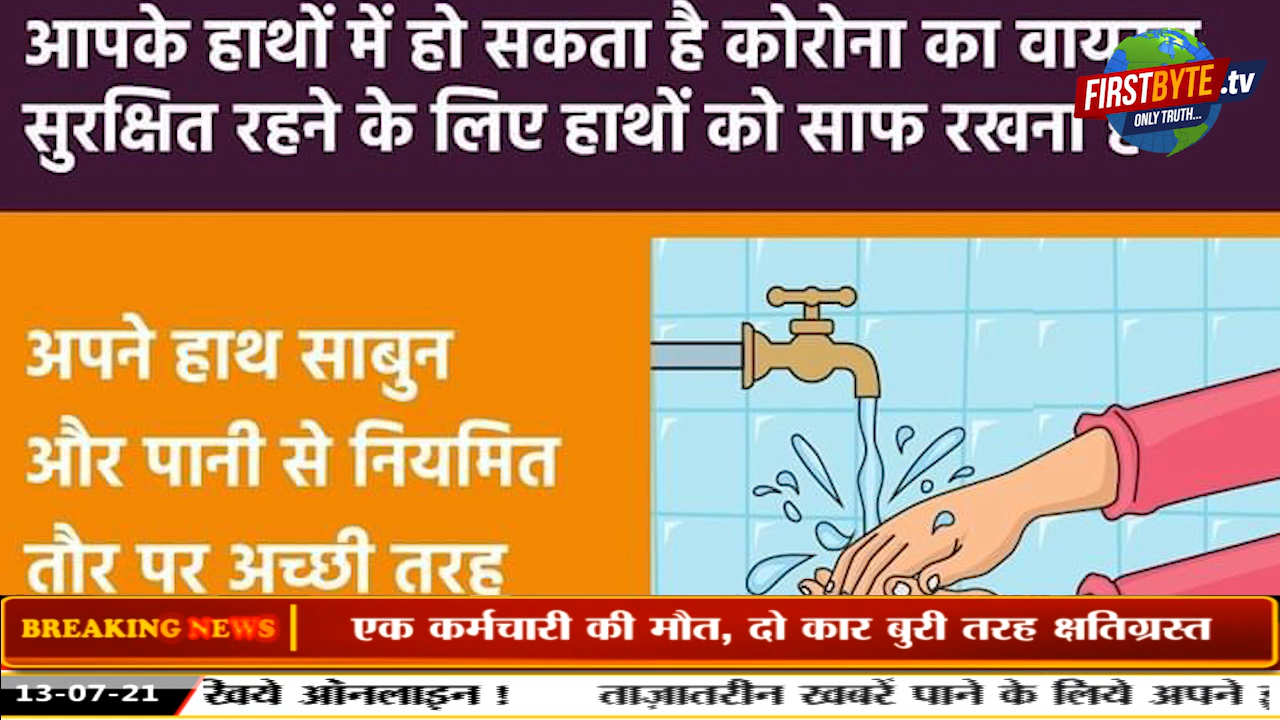 आपके हाथों में हो सकता है कोरोना का
सुरक्षित रहने के लिए हाथों को साफ रखना
FIRSTBYTE.tv
ONLY TRUTH...
अपने हाथ साबुन
और पानी से नियमित
तौर पर अच्छी तरह
BREAKING NEWS एक कर्मचारी की मौत, दो कार बुरी तरह क्षतिग्रस्त
13-07-21 ऑनलाइन ! ताज़ातरीन खबरें पाने के लिये अपने